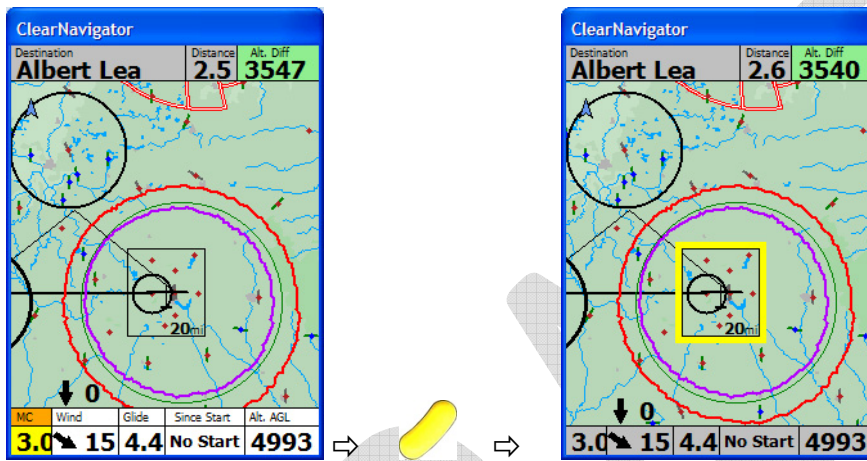 ClearNavigator
Destination Distance Alt. Diff
Albert Lea 2.5 3547
20mi
0
MC Wind Glide Since Start Alt. AGL
3.0 15 4.4 No Start 4993
ClearNavigator
Destination Distance Alt. Diff
Albert Lea 2.6 3540
20mi
0
3.0 15 4.4 No Start 4993